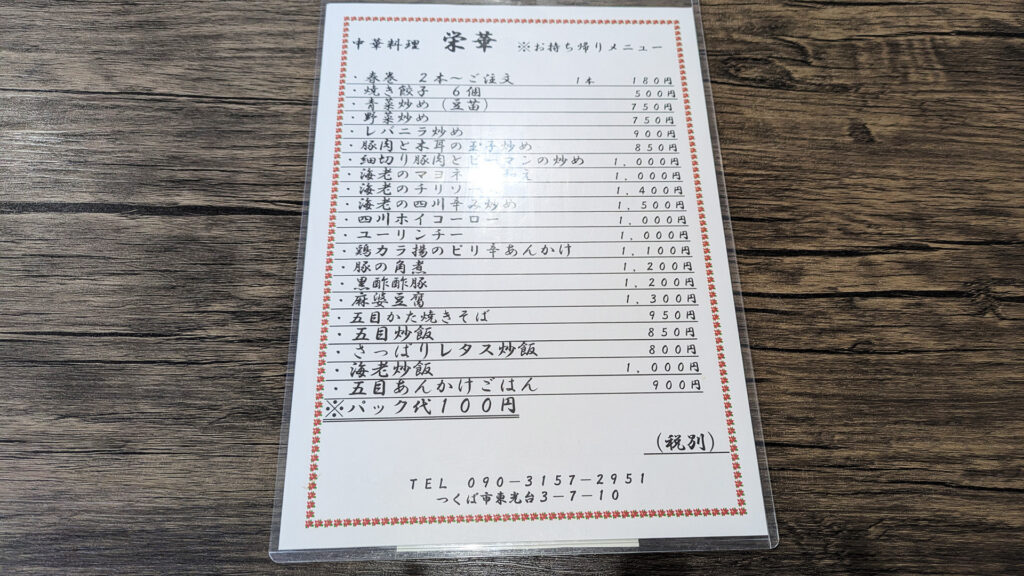 中華料理 栄華 ※お持ち帰りメニュー
・春巻 2本～ご注文 1本 180円
・焼き餃子 6個 500円
・青菜炒め（豆苗） 750円
・野菜炒め 750円
・レバニラ炒め 900円
・豚肉と木耳の玉子炒め 850円
・細切り豚肉とピーマンの炒め 1,000円
・海老のマヨネ 1,000円
・海老のチリソー 1,400円
・海老の四川辛み炒め 1,500円
・四川ホイコーロー 1,000円
・ユーリンチー 1,000円
・鶏カラ揚のピリ辛あんかけ 1,100円
・豚の角煮 1,200円
・黒酢酢豚 1,200円
・麻婆豆腐 1,300円
・五目かた焼きそば 950円
・五目炒飯 850円
・さっぱりレタス炒飯 800円
・海老炒飯 1,000円
・五目あんかけごはん 900円
※パック代100円
（税別）
TEL 090－3157－2951
つくば市東光台3－7－10